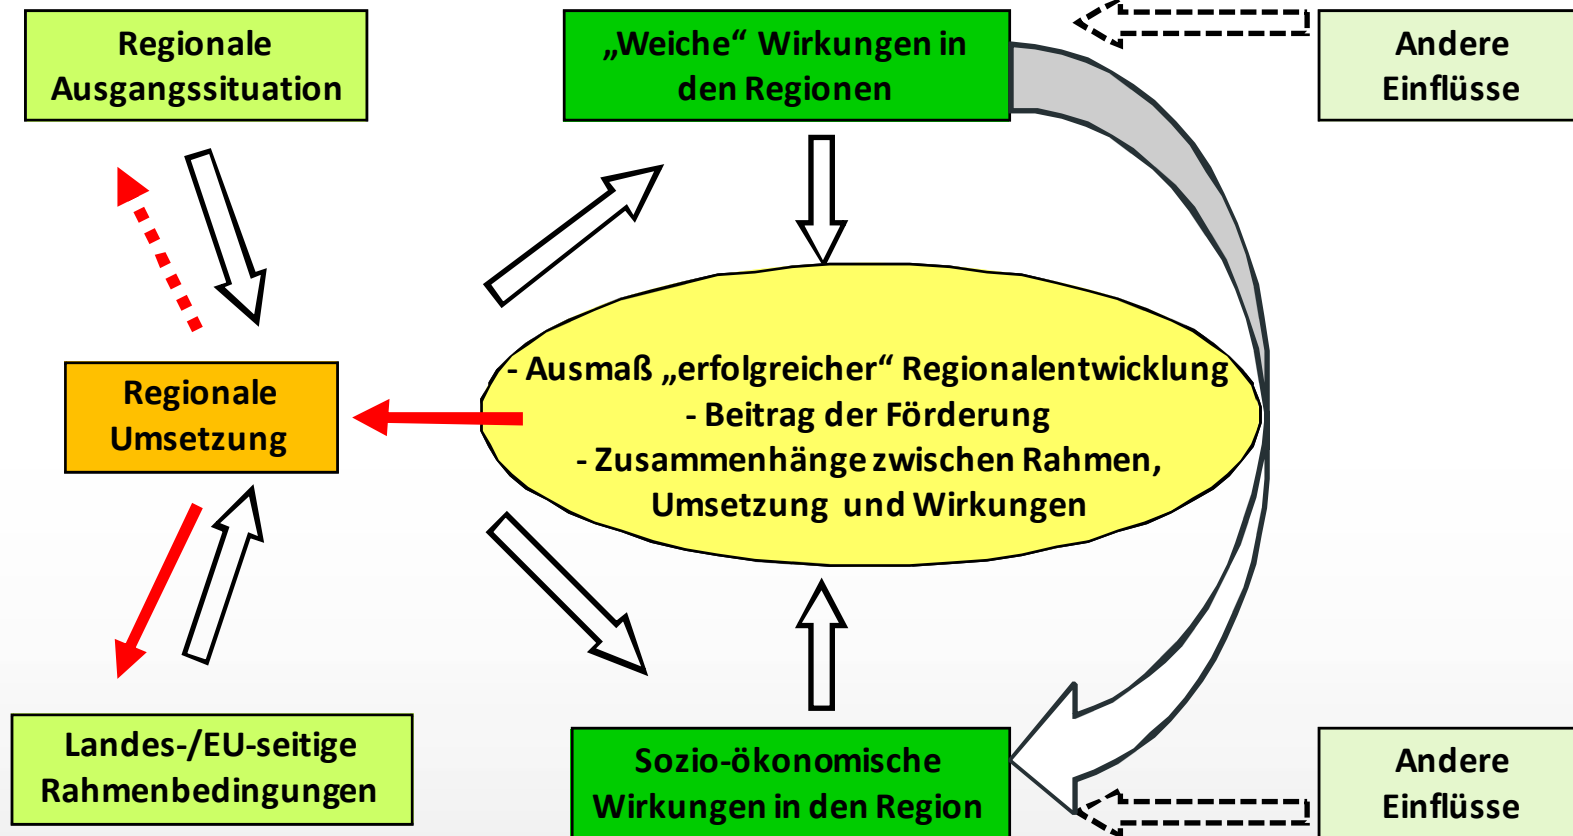 Regionale
Ausgangssituation
„Weiche“ Wirkungen in
den Regionen
Andere
Einflüsse
Regionale
Umsetzung
- Ausmaß „erfolgreicher“ Regionalentwicklung
- Beitrag der Förderung
- Zusammenhänge zwischen Rahmen,
Umsetzung und Wirkungen
Landes-/EU-seitige
Rahmenbedingungen
Sozio-ökonomische
Wirkungen in den Region
Andere
Einflüsse